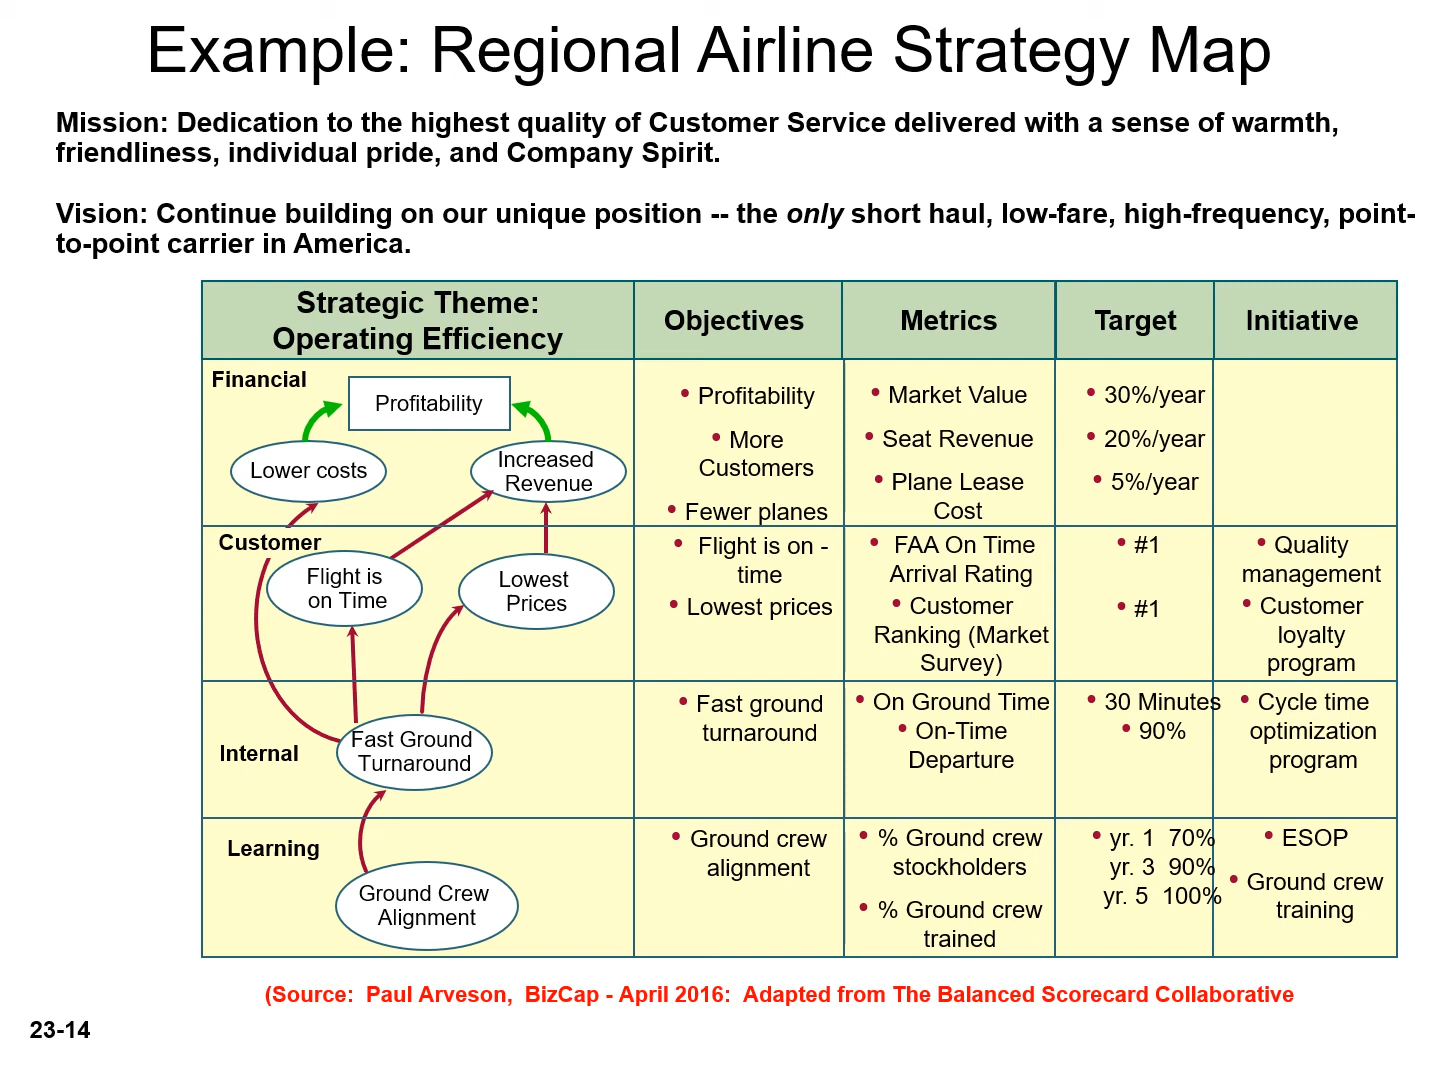 Example: Regional Airline Strategy Map
Mission: Dedication to the highest quality of Customer Service delivered with a sense of warmth,
friendliness, individual pride, and Company Spirit.
Vision: Continue building on our unique position -- the only short haul, low-fare, high-frequency, point-
to-point carrier in America.
Strategic Theme:
Operating Efficiency
Objectives
Metrics
Target
Initiative
Financial
Profitability
Lower costs
Increased
Revenue
• Profitability
• More
Customers
• Fewer planes
• Market Value
• Seat Revenue
• Plane Lease
Cost
• 30%/year
• 20%/year
• 5%/year
Customer
Flight is
on Time
Lowest
Prices
• Flight is on -
time
• Lowest prices
• FAA On Time
Arrival Rating
• Customer
Ranking (Market
Survey)
• #1
• #1
• Quality
management
• Customer
loyalty
program
Internal
Fast Ground
Turnaround
• Fast ground
turnaround
• On Ground Time
• On-Time
Departure
• 30 Minutes
• 90%
• Cycle time
optimization
program
Learning
Ground Crew
Alignment
• Ground crew
alignment
• % Ground crew
stockholders
• % Ground crew
trained
• yr. 1 70%
yr. 3 90%
yr. 5 100%
• ESOP
• Ground crew
training
(Source: Paul Arveson, BizCap - April 2016: Adapted from The Balanced Scorecard Collaborative
23-14